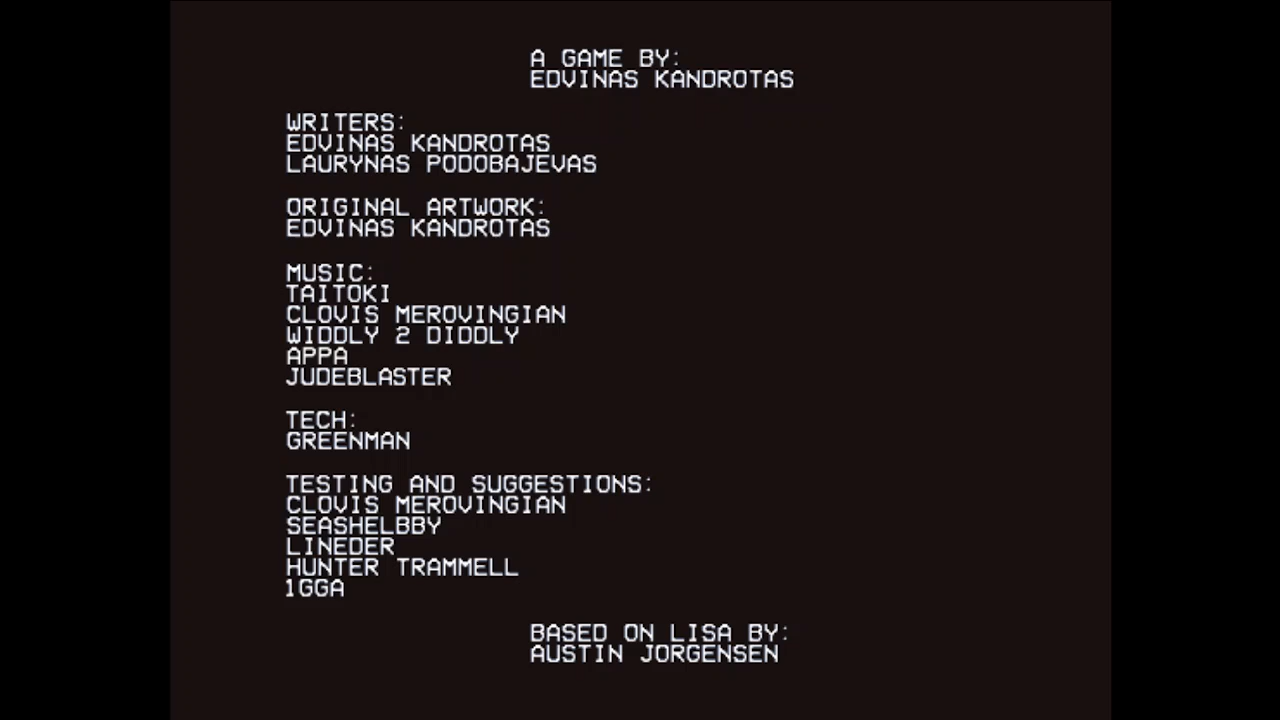 A GAME BY:
EDVINAS KANDROTAS
WRITERS:
EDVINAS KANDROTAS
LAURYNAS PODOBAJEVAS
ORIGINAL ARTWORK:
EDVINAS KANDROTAS
MUSIC:
TAITOKI
CLOVIS MEROVINGIAN
WIDDLY 2 DIDDLY
APPA
JUDEBLASTER
TECH:
GREENMAN
TESTING AND SUGGESTIONS:
CLOVIS MEROVINGIAN
SEASHELBBY
LINEDER
HUNTER TRAMMELL
1GGA
BASED ON LISA BY:
AUSTIN JORGENSEN